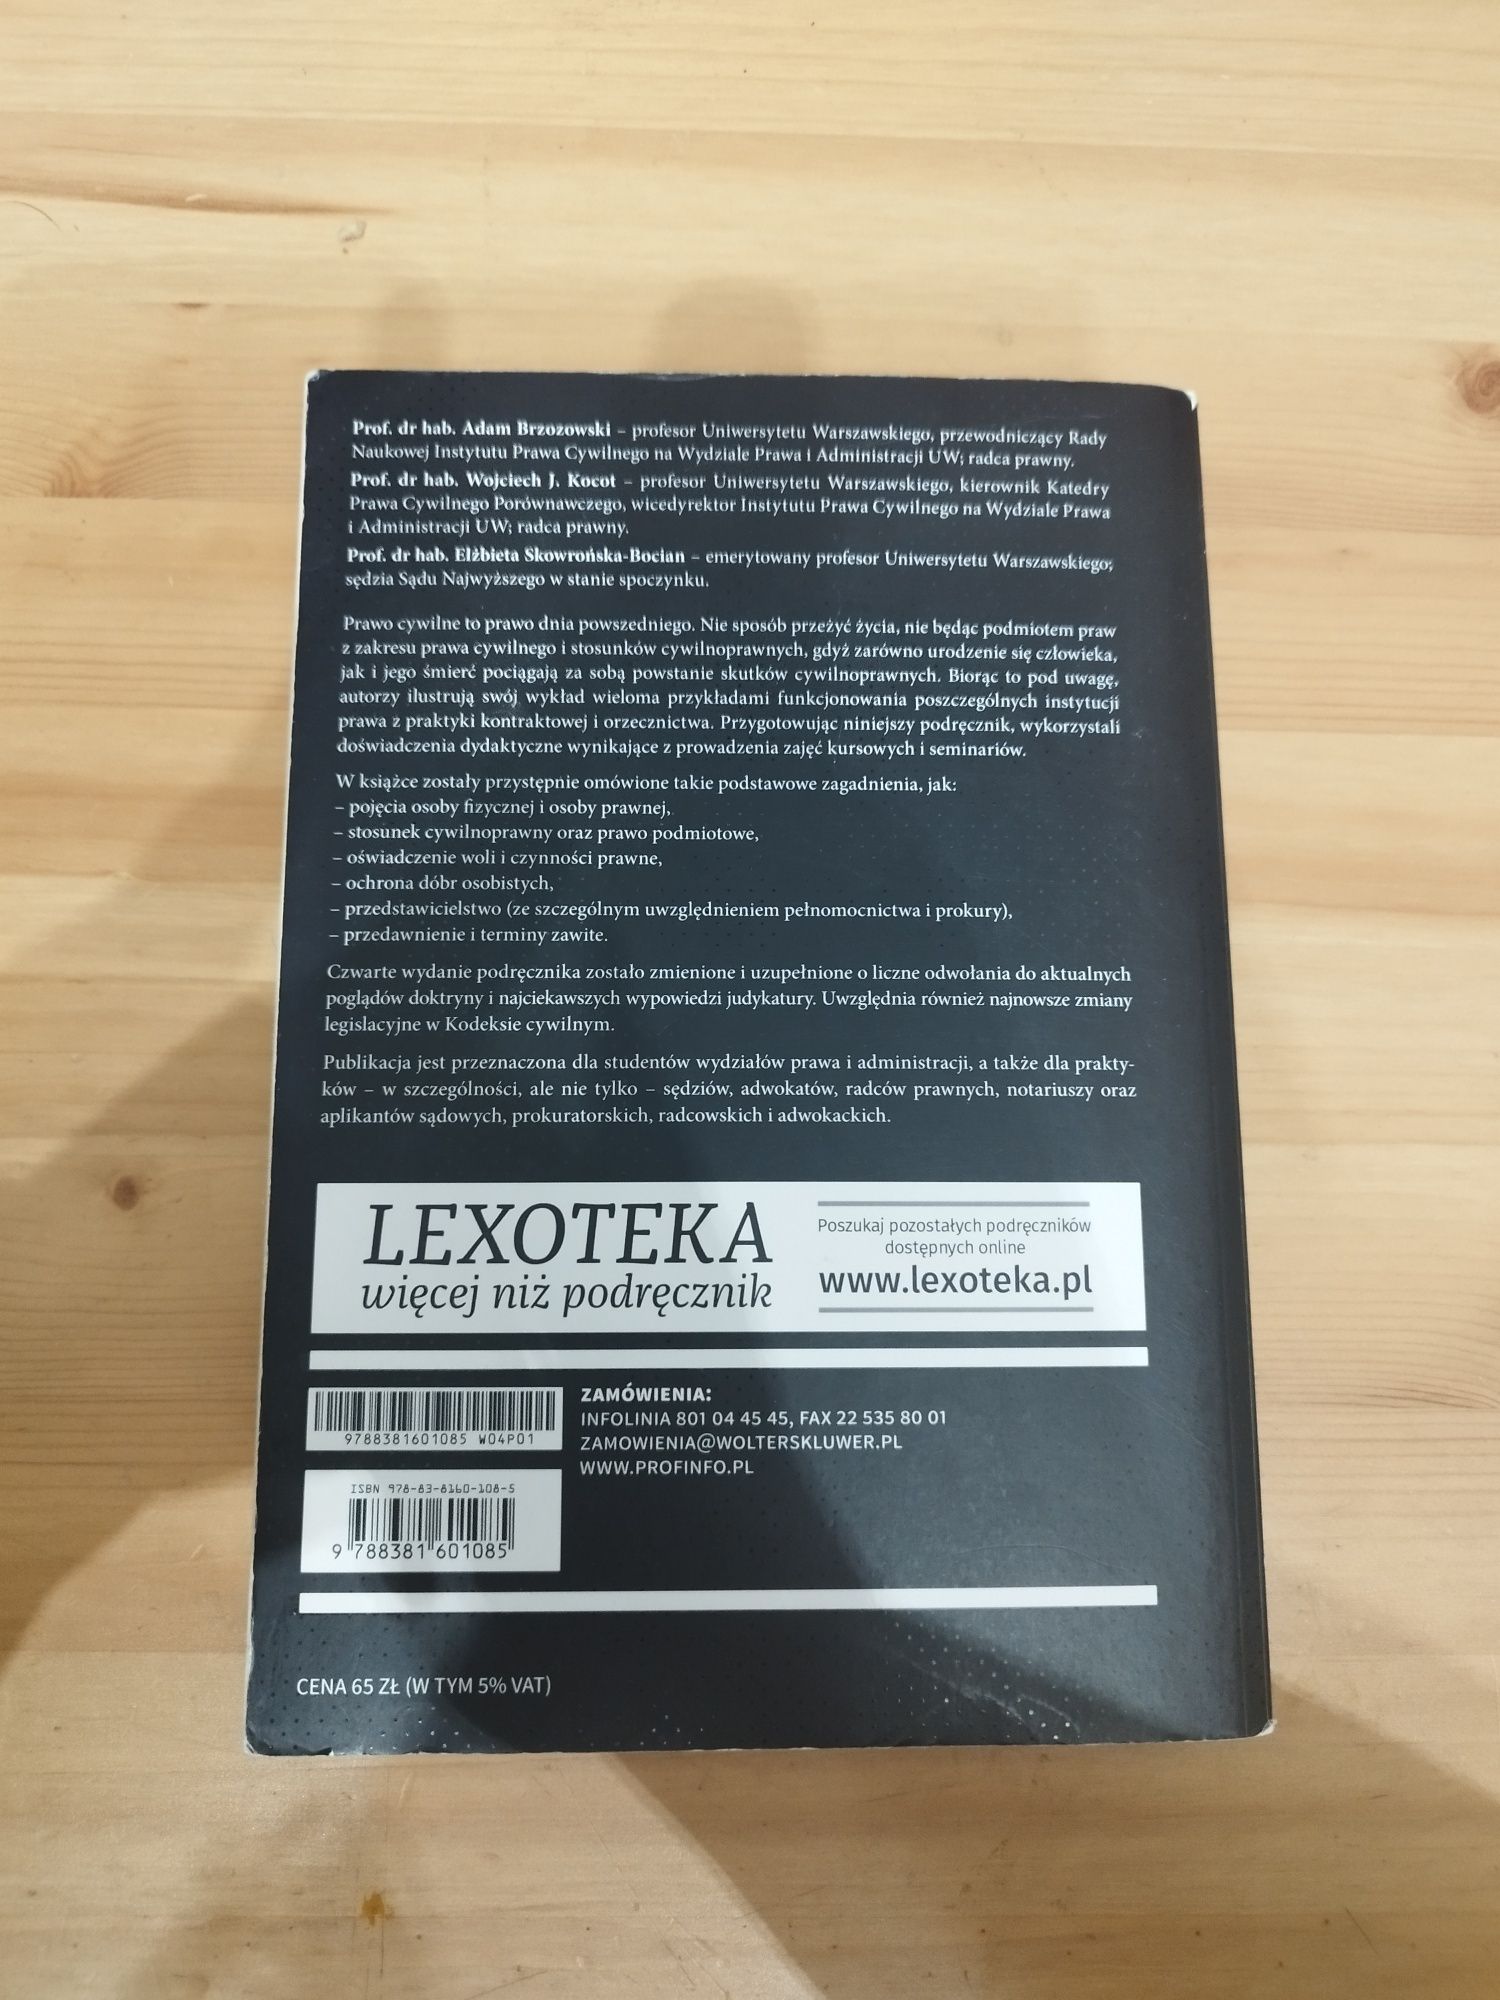 Prof. dr hab. Adam Brzozowski – profesor Uniwersytetu Warszawskiego, przewodniczący Rady
Naukowej Instytutu Prawa Cywilnego na Wydziale Prawa i Administracji UW; radca prawny.
Prof. dr hab. Wojciech J. Kocot – profesor Uniwersytetu Warszawskiego, kierownik Katedry
Prawa Cywilnego Porównawczego, wicedyrektor Instytutu Prawa Cywilnego na Wydziale Prawa
i Administracji UW; radca prawny.
Prof. dr hab. Elżbieta Skowrońska-Bocian – emerytowany profesor Uniwersytetu Warszawskiego;
sędzia Sądu Najwyższego w stanie spoczynku.
Prawo cywilne to prawo dnia powszedniego. Nie sposób przeżyć życia, nie będąc podmiotem praw
z zakresu prawa cywilnego i stosunków cywilnoprawnych, gdyż zarówno urodzenie się człowieka,
jak i jego śmierć pociągają za sobą powstanie skutków cywilnoprawnych. Biorąc to pod uwagę,
autorzy ilustrują swój wykład wieloma przykładami funkcjonowania poszczególnych instytucji
prawa z praktyki kontraktowej i orzecznictwa. Przygotowując niniejszy podręcznik, wykorzystali
doświadczenia dydaktyczne wynikające z prowadzenia zajęć kursowych i seminariów.
W książce zostały przystępnie omówione takie podstawowe zagadnienia, jak:
– pojęcia osoby fizycznej i osoby prawnej,
– stosunek cywilnoprawny oraz prawo podmiotowe,
– oświadczenie woli i czynności prawne,
– ochrona dóbr osobistych,
– przedstawicielstwo (ze szczególnym uwzględnieniem pełnomocnictwa i prokury),
– przedawnienie i terminy zawite.
Czwarte wydanie podręcznika zostało zmienione i uzupełnione o liczne odwołania do aktualnych
poglądów doktryny i najciekawszych wypowiedzi judykatury. Uwzględnia również najnowsze zmiany
legislacyjne w Kodeksie cywilnym.
Publikacja jest przeznaczona dla studentów wydziałów prawa i administracji, a także dla prakty-
ków – w szczególności, ale nie tylko – sędziów, adwokatów, radców prawnych, notariuszy oraz
aplikantów sądowych, prokuratorskich, radcowskich i adwokackich.
LEXOTEKA
więcej niż podręcznik
Poszukaj pozostałych podręczników
dostępnych online
www.lexoteka.pl
9788381601085 W04P01
ZAMÓWIENIA:
INFOLINIA 801 04 45 45, FAX 22 535 80 01
ZAMOWIENIA@WOLTERSKLUWER.PL
WWW.PROFINFO.PL
ISBN 978-83-8160-108-5
9 788381 601085
CENA 65 ZŁ (W TYM 5% VAT)